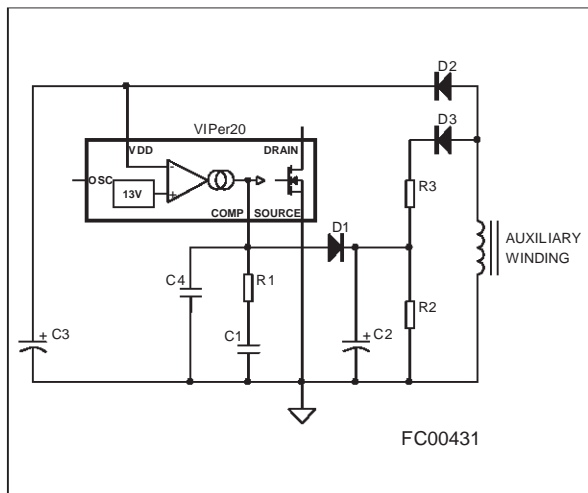 D2
VIPer20
D3
VDD
DRAIN
-
OSC
13V
+
R3
COMP SOURCE
D1
AUXILIARY
WINDING
C4
R1
R2
+
C3
C1
+
C2
FC00431